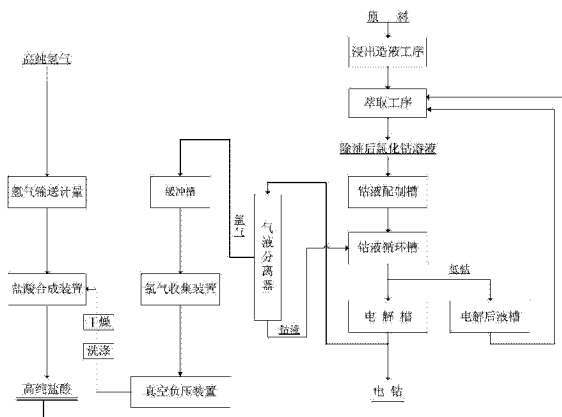 原 料
浸出造液工序
高纯氢气
萃取工序
除油后氯化钴溶液
氢气输送计量
缓冲槽
钴液配制槽
氯气
气液分离器
钴液循环槽
低钴
盐酸合成装置
氯气收集装置
干燥
钴液
电 解 槽
电解后液槽
洗涤
高纯盐酸
真空负压装置
电 钴